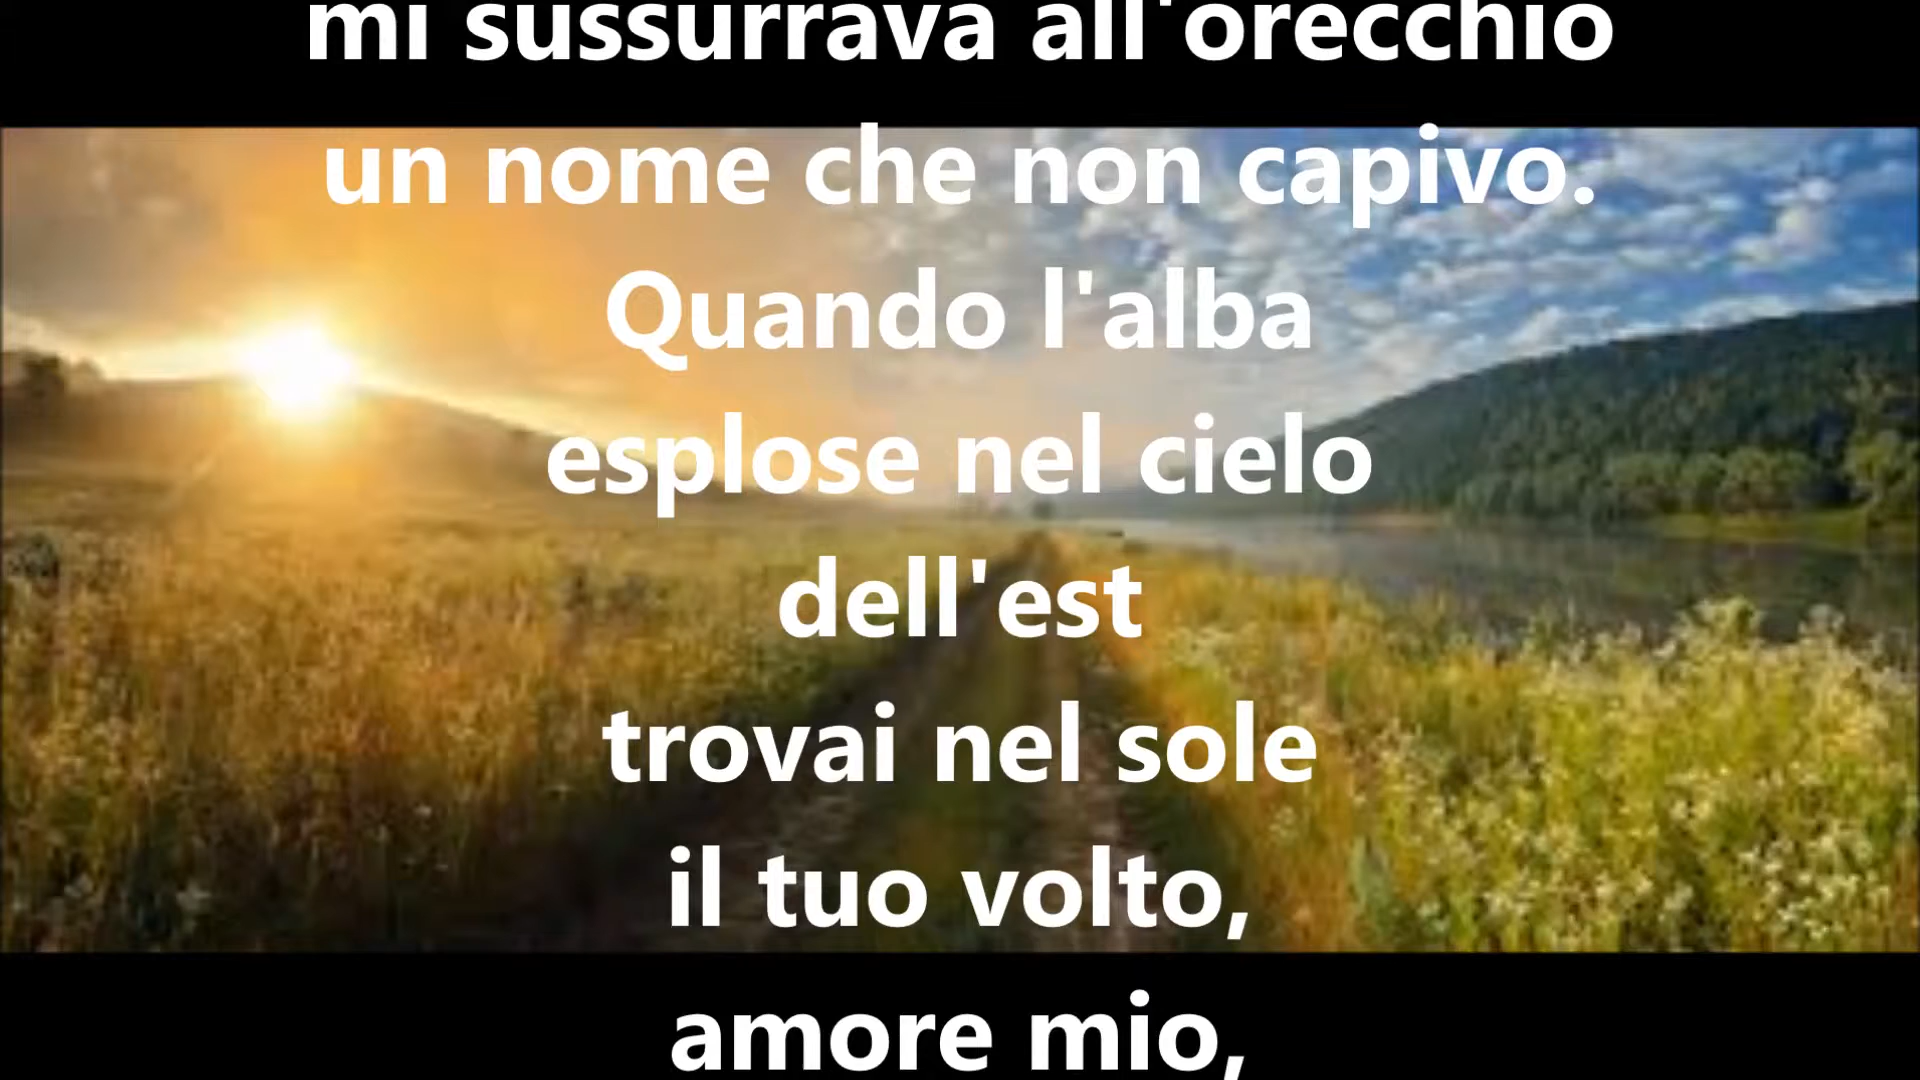 mi sussurrava all'orecchio
un nome che non capivo.
Quando l'alba
esplose nel cielo
dell'est
trovai nel sole
il tuo volto,
amore mio,